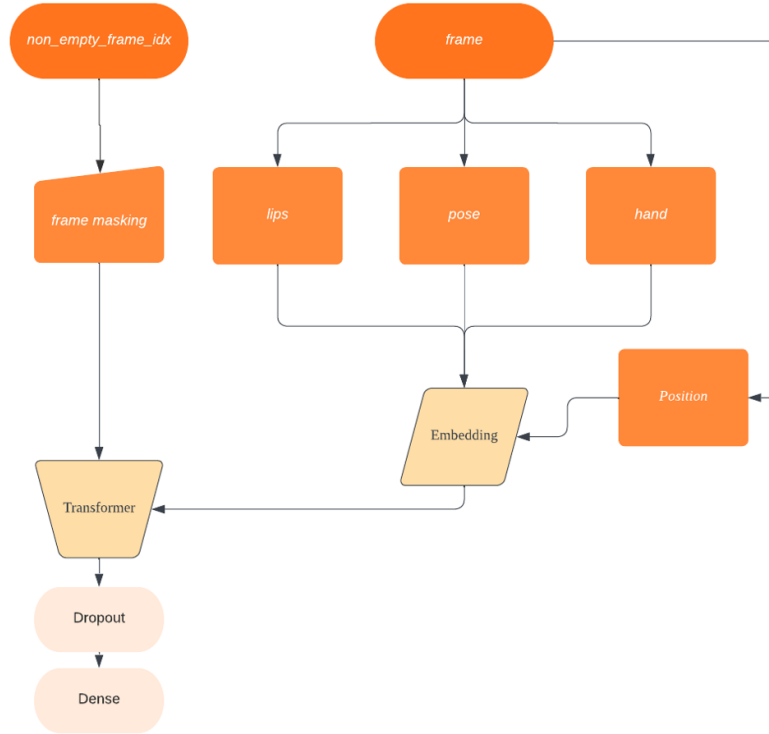 non_empty_frame_idx
frame
frame masking
lips
pose
hand
Position
Embedding
Transformer
Dropout
Dense